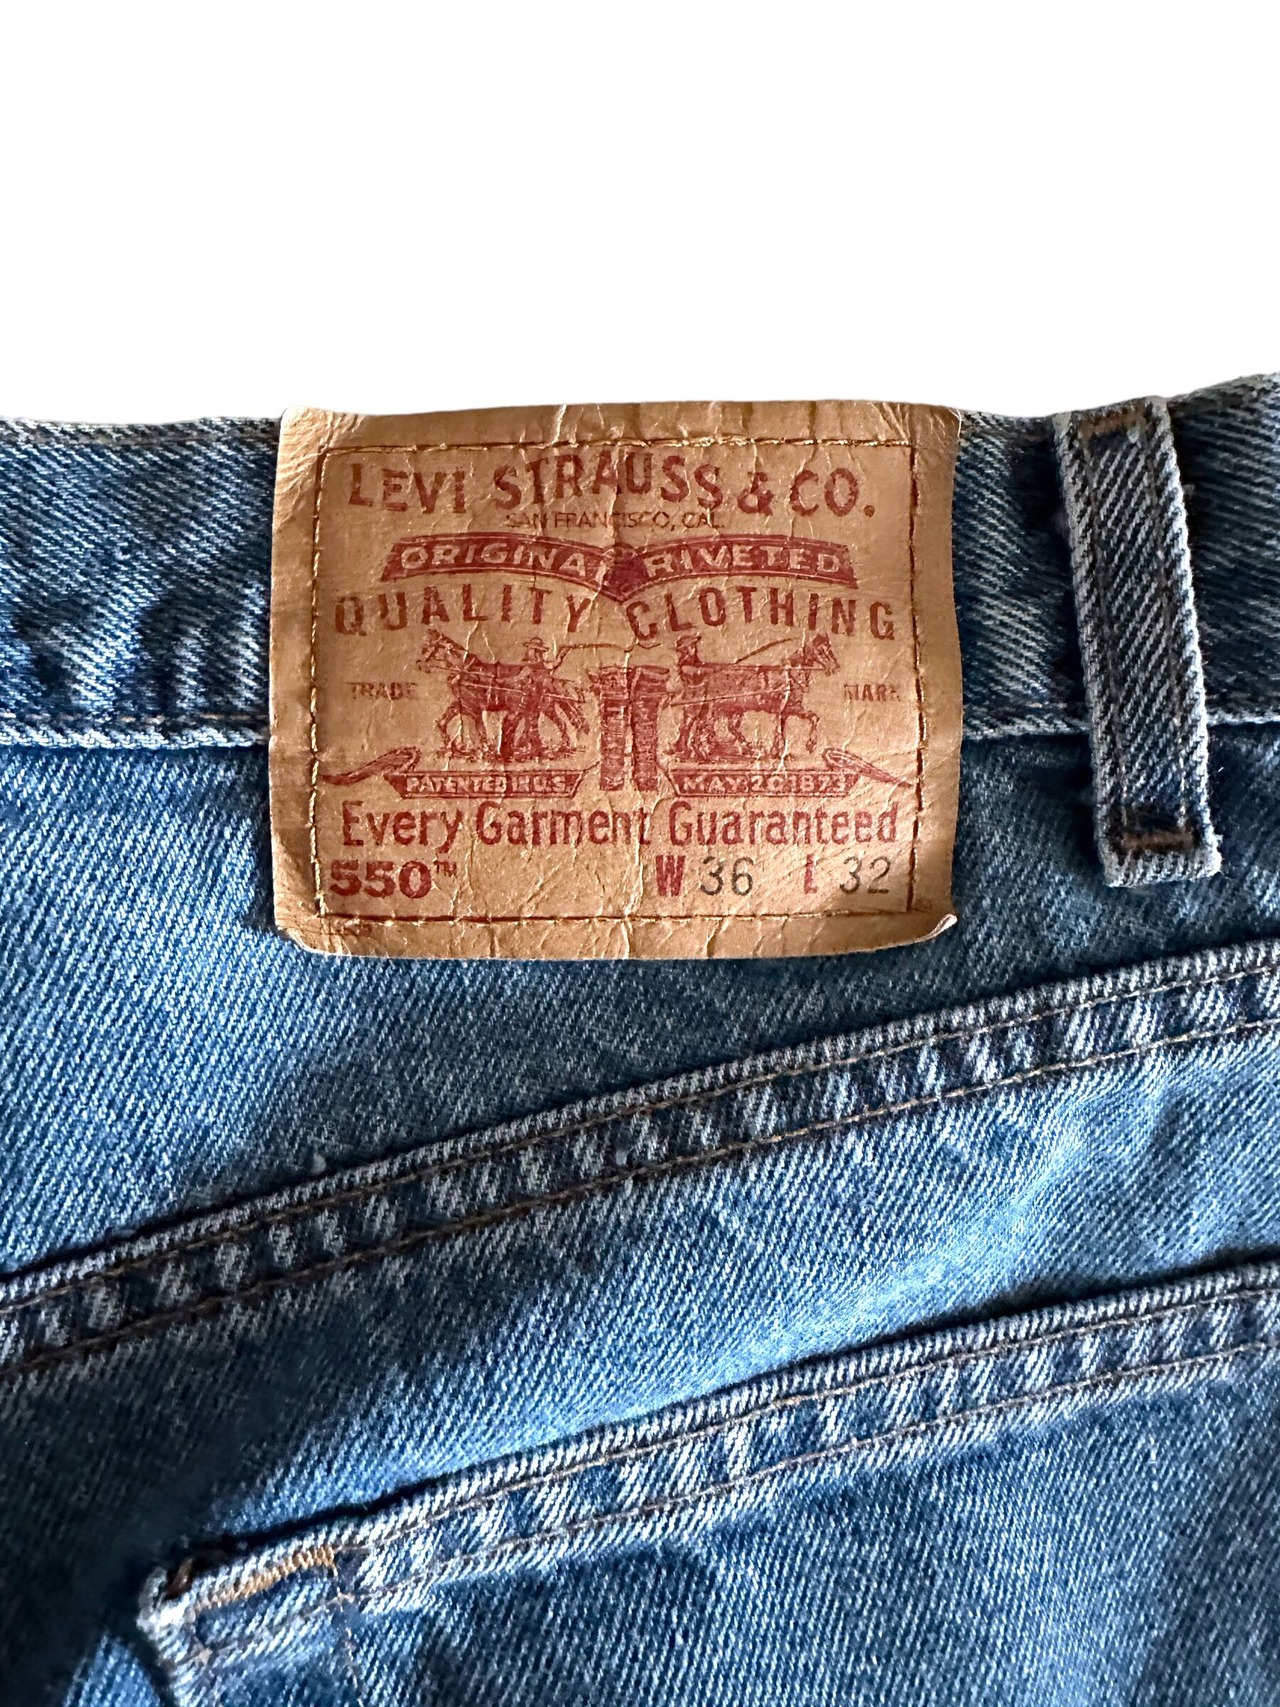 LEVI STRAUSS & CO.
SAN FRANCISCO, CAL.
ORIGINAL RIVETED
QUALITY CLOTHING
TRADE MARK
PATENTED IN U.S. MAY 20 1873
Every Garment Guaranteed
550™ W 36 L 32